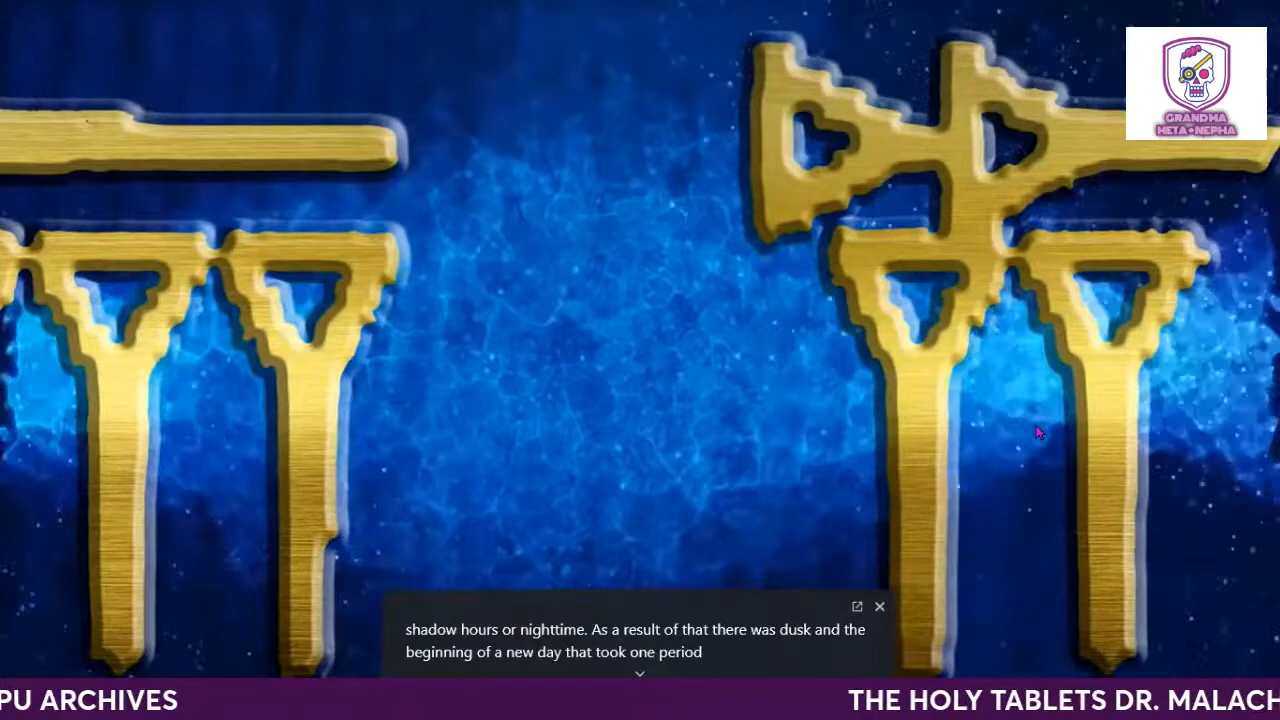 GRANDMA
META•NEPHA
shadow hours or nighttime. As a result of that there was dusk and the
beginning of a new day that took one period
PU ARCHIVES
THE HOLY TABLETS DR. MALACH